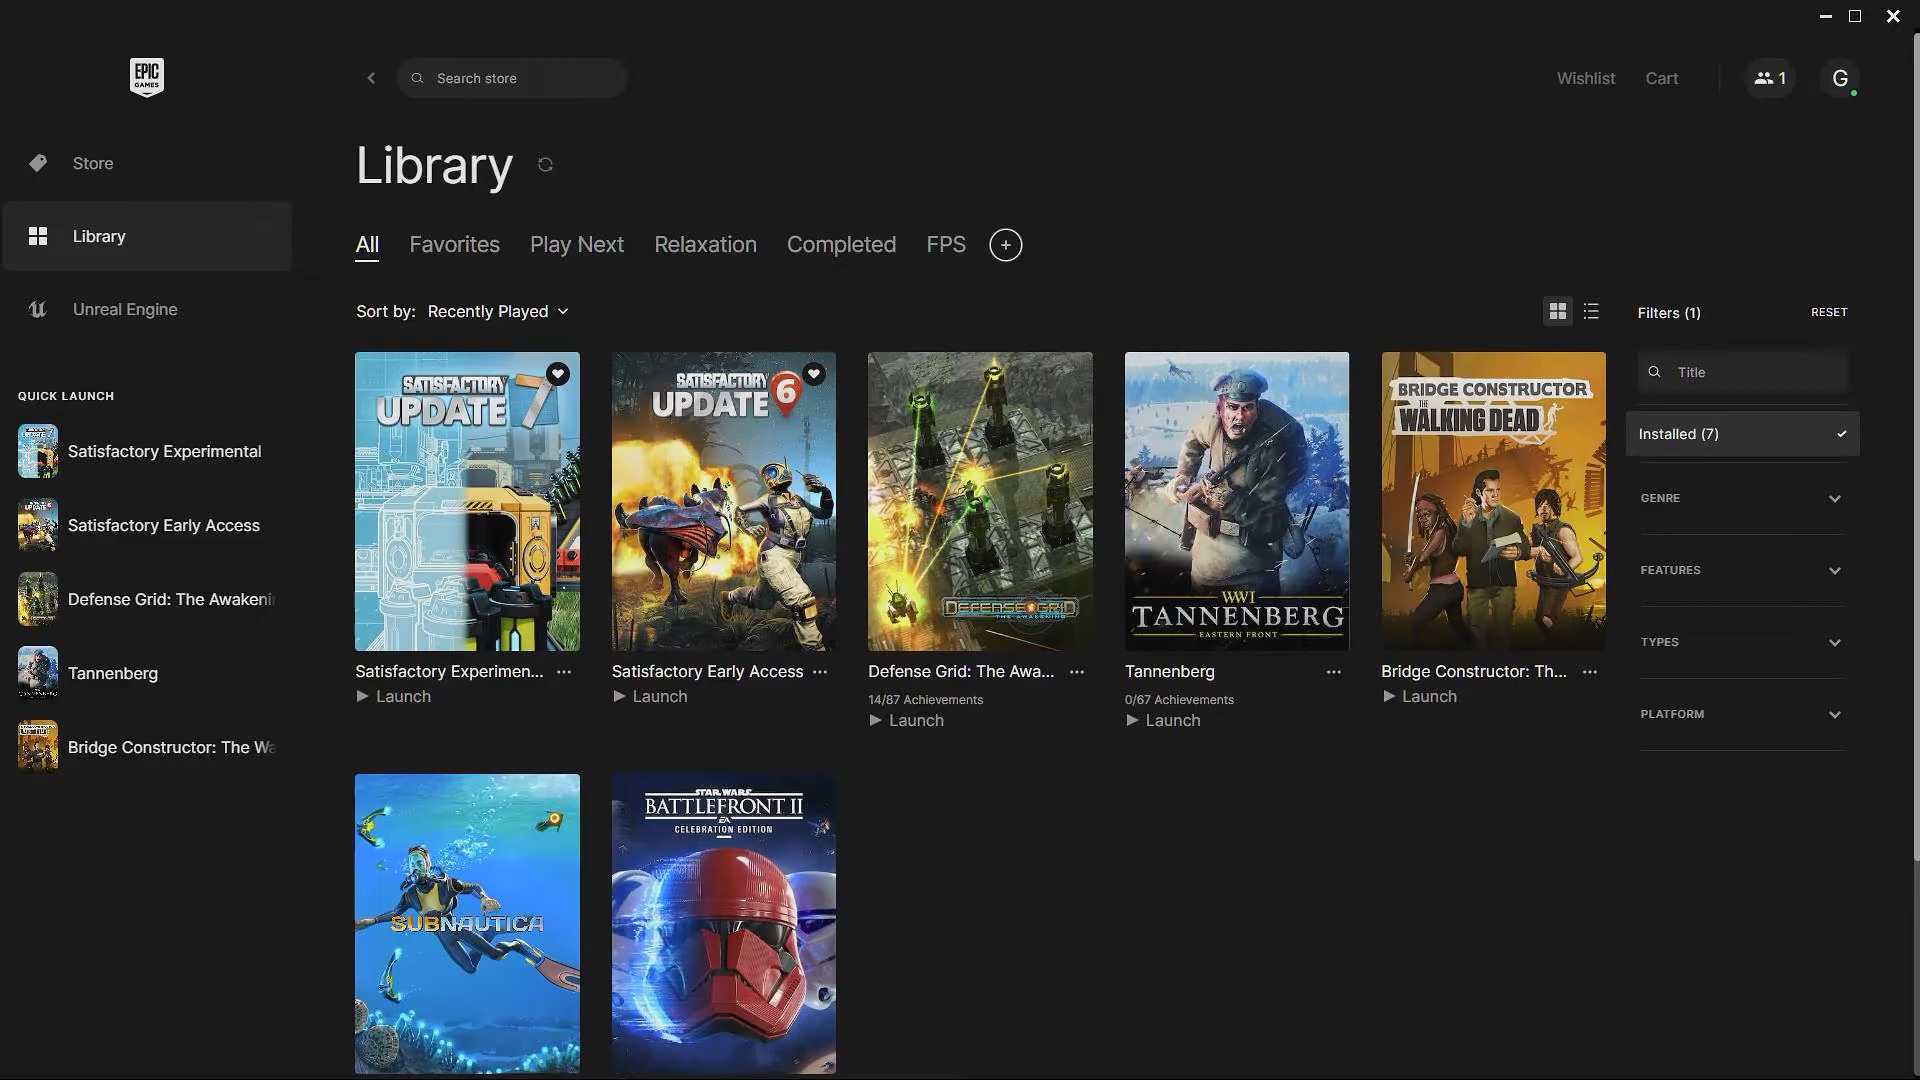 EPIC
GAMES
Search store
Wishlist
Cart
1
G
Store
Library
Unreal Engine
QUICK LAUNCH
Satisfactory Experimental
Satisfactory Early Access
Defense Grid: The Awakenin
Tannenberg
Bridge Constructor: The Wa
Library
All
Favorites
Play Next
Relaxation
Completed
FPS
Sort by: Recently Played
SATISFACTORY
UPDATE 7
SATISFACTORY
UPDATE 6
DEFENSE GRID
THE AWAKENING
WWI
TANNENBERG
EASTERN FRONT
BRIDGE CONSTRUCTOR
THE
WALKING DEAD
Satisfactory Experimen...
Launch
Satisfactory Early Access
Launch
Defense Grid: The Awa...
14/87 Achievements
Launch
Tannenberg
0/67 Achievements
Launch
Bridge Constructor: Th...
Launch
SUBNAUTICA
STAR WARS
BATTLEFRONT II
EA
CELEBRATION EDITION
Filters (1)
RESET
Title
Installed (7)
GENRE
FEATURES
TYPES
PLATFORM